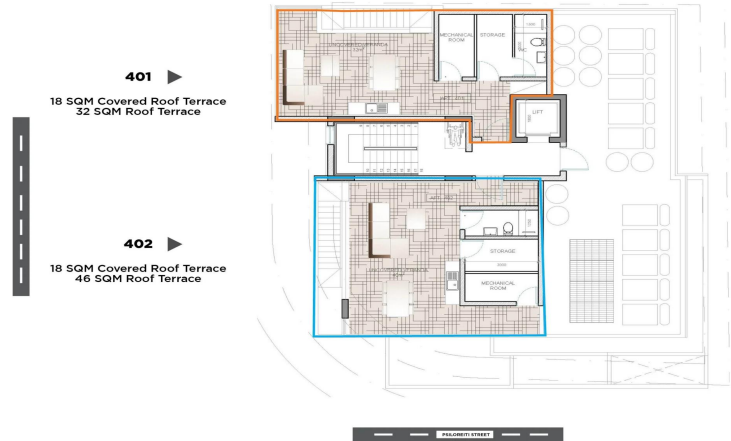 401
18 SQM Covered Roof Terrace
32 SQM Roof Terrace
402
18 SQM Covered Roof Terrace
46 SQM Roof Terrace
MECHANICAL
ROOM
STORAGE
LIFT
STORAGE
MECHANICAL
ROOM
PSILOREITI STREET